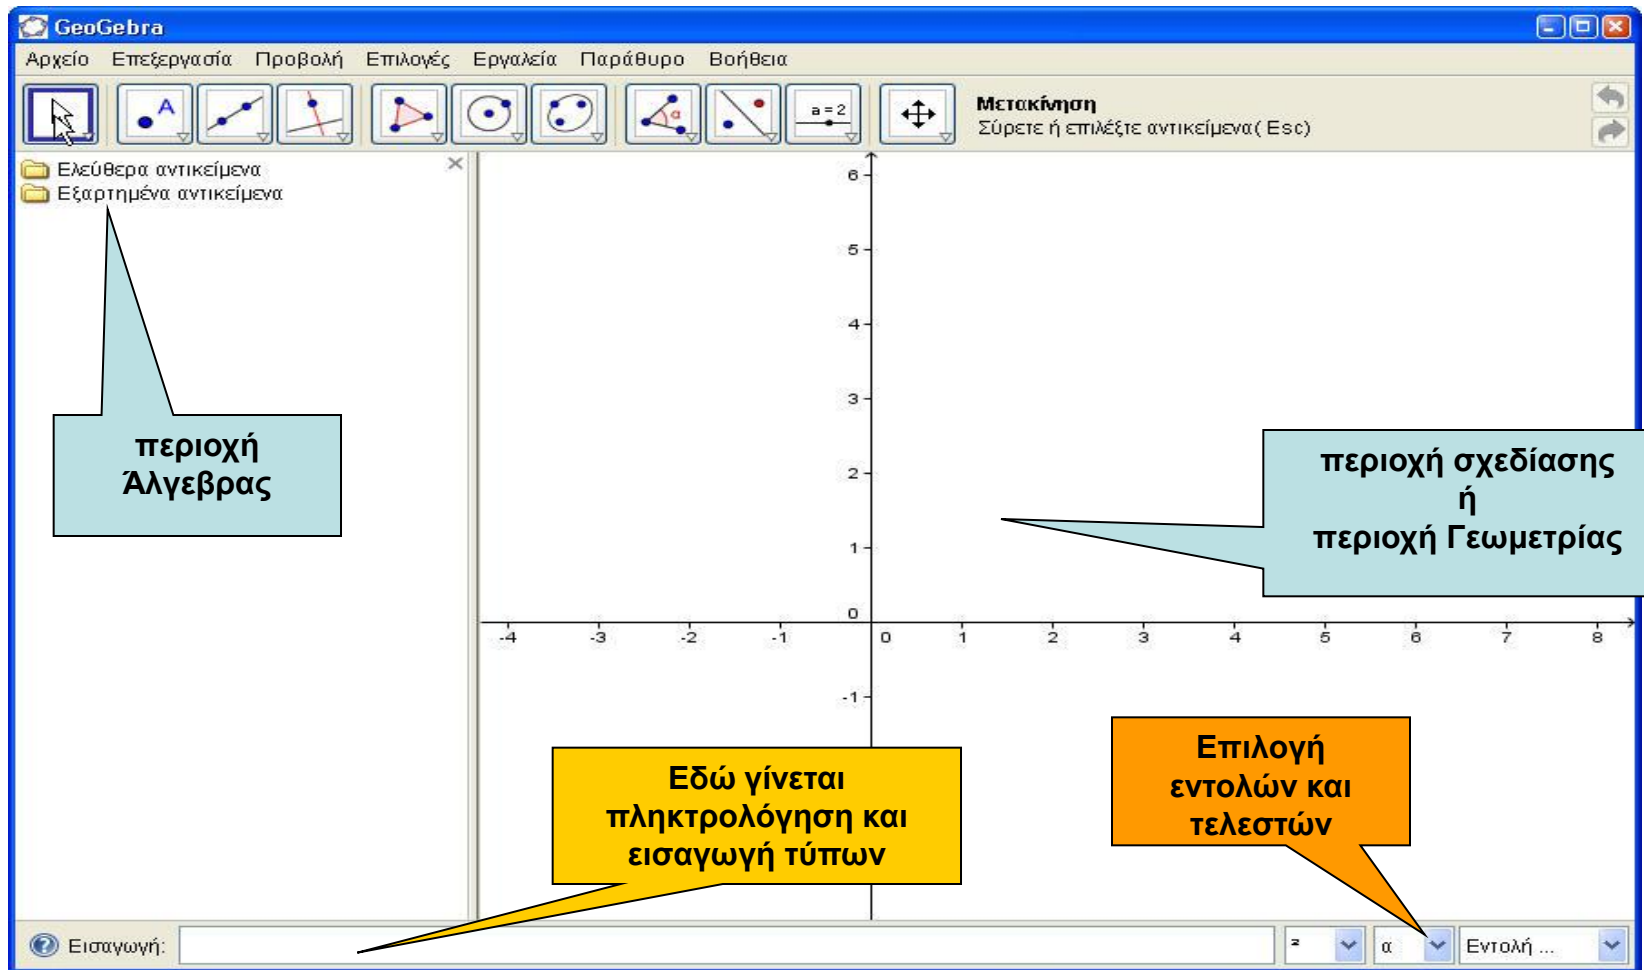 GeoGebra
Αρχείο Επεξεργασία Προβολή Επιλογές Εργαλεία Παράθυρο Βοήθεια
A
α
a = 2
Μετακίνηση
Σύρετε ή επιλέξτε αντικείμενα( Esc)
Ελεύθερα αντικείμενα
Εξαρτημένα αντικείμενα
περιοχή
Άλγεβρας
περιοχή σχεδίασης
ή
περιοχή Γεωμετρίας
6
5
4
3
2
1
0
-4 -3 -2 -1 0 1 2 3 4 5 6 7 8
-1
Εδώ γίνεται
πληκτρολόγηση και
εισαγωγή τύπων
Επιλογή
εντολών και
τελεστών
Εισαγωγή:
² α Εντολή ...